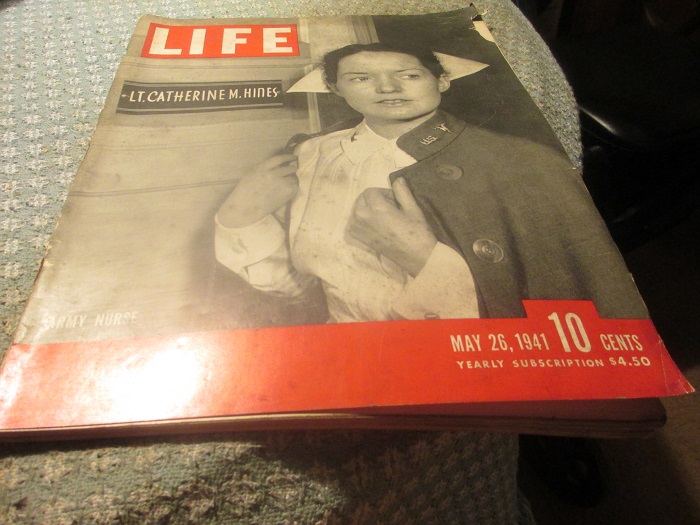 LIFE
LT. CATHERINE M. HINES
ARMY NURSE
MAY 26, 1941 10 CENTS
YEARLY SUBSCRIPTION $4.50
U.S.